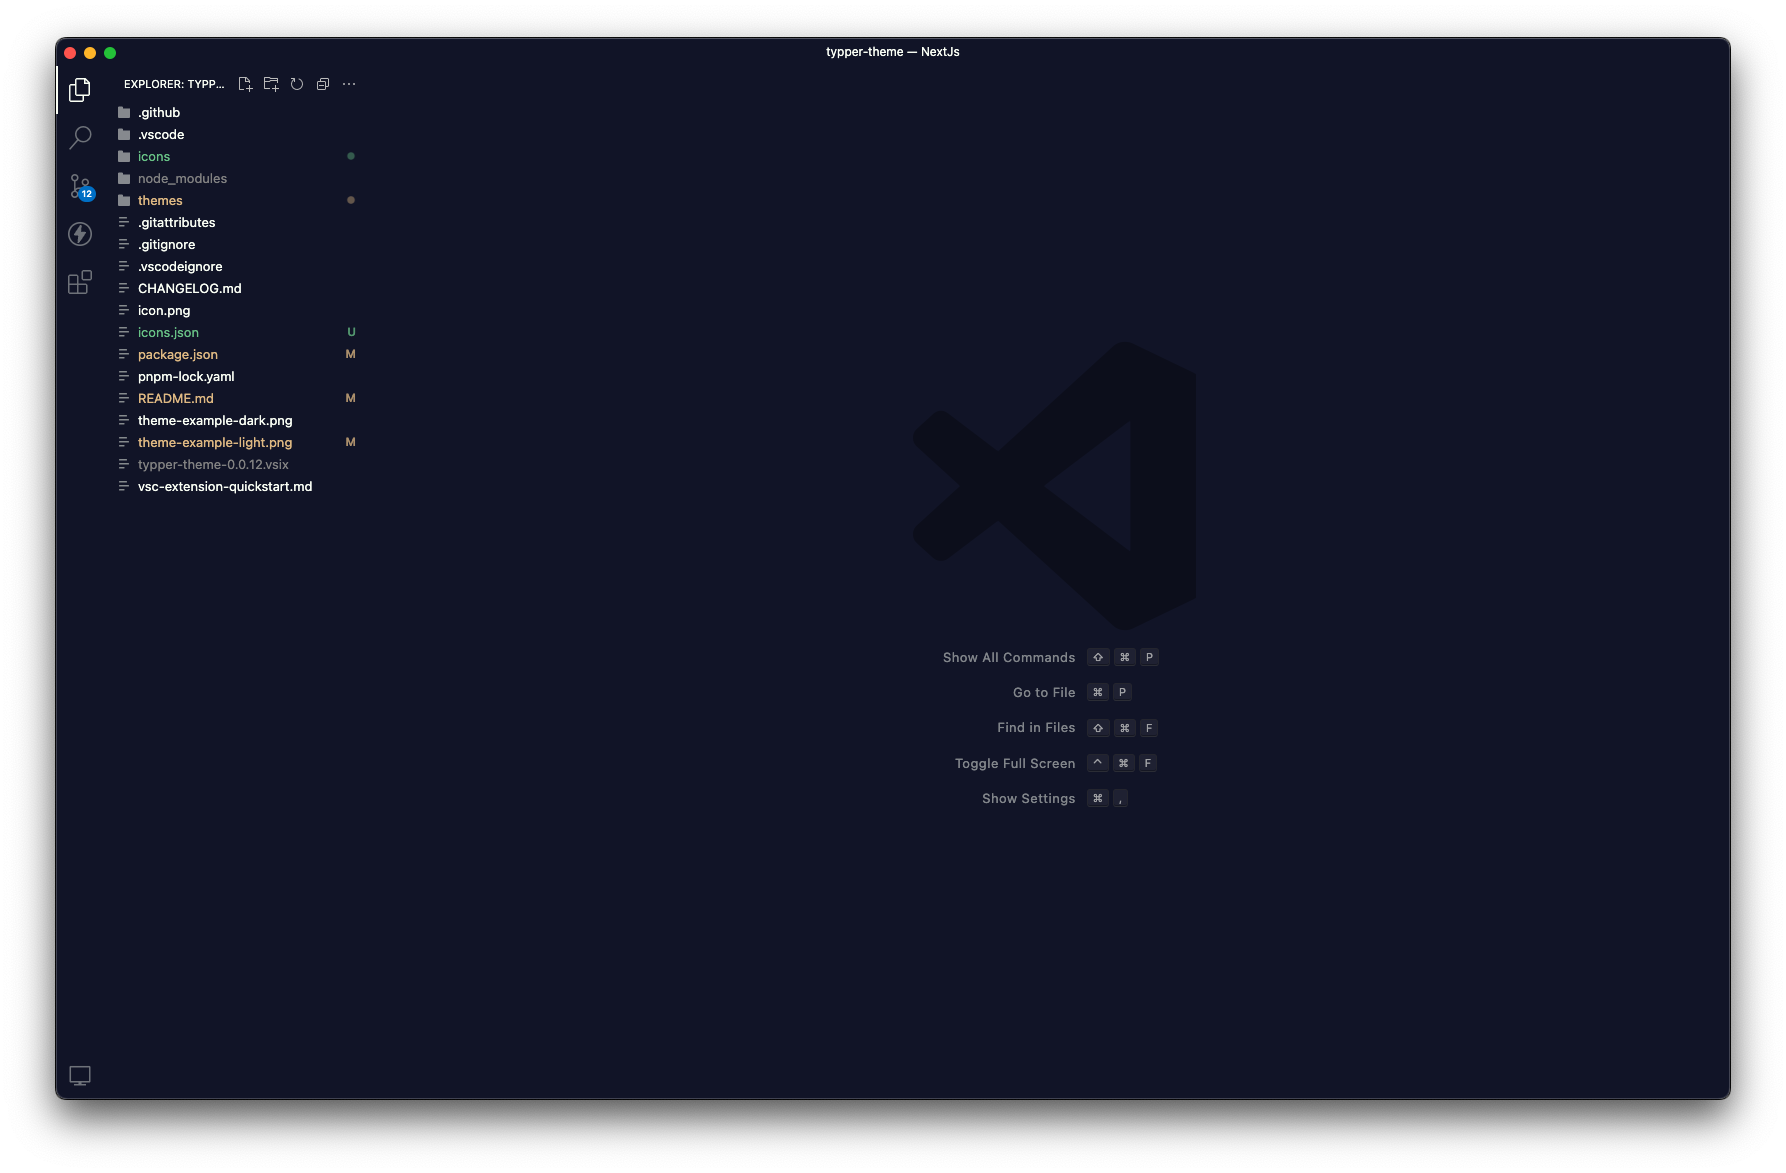 typper-theme — NextJs
EXPLORER: TYPP...
.github
.vscode
icons
node_modules
themes
.gitattributes
.gitignore
.vscodeignore
CHANGELOG.md
icon.png
icons.json U
package.json M
pnpm-lock.yaml
README.md M
theme-example-dark.png
theme-example-light.png M
typper-theme-0.0.12.vsix
vsc-extension-quickstart.md
12
Show All Commands ⇧ ⌘ P
Go to File ⌘ P
Find in Files ⇧ ⌘ F
Toggle Full Screen ^ ⌘ F
Show Settings ⌘ ,